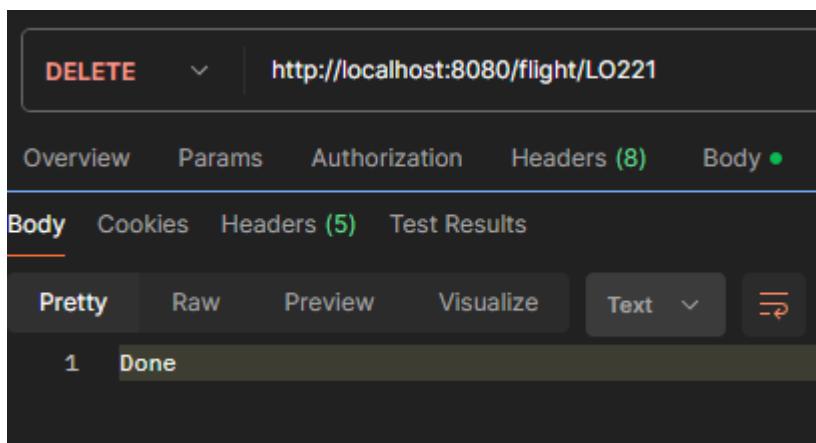 DELETE http://localhost:8080/flight/LO221
Overview Params Authorization Headers (8) Body
Body Cookies Headers (5) Test Results
Pretty Raw Preview Visualize Text
1 Done